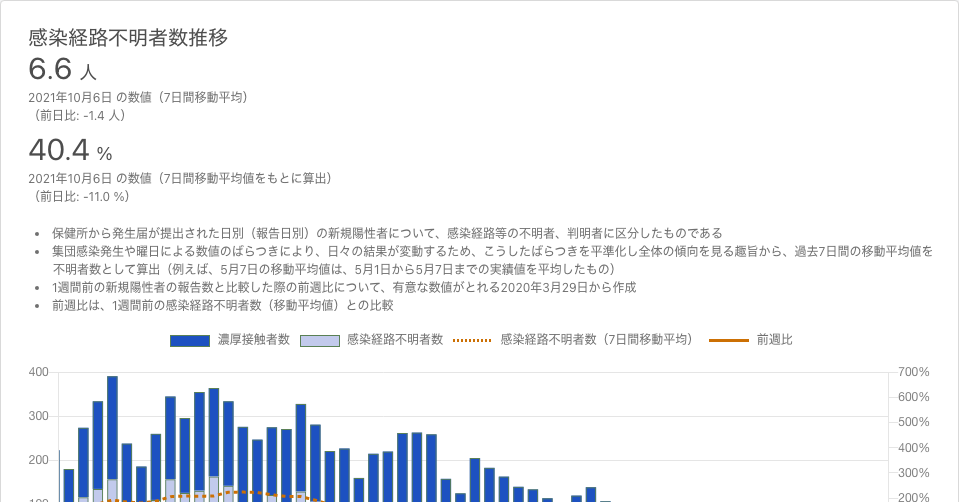 感染経路不明者数推移
6.6 人
2021年10月6日 の数値（7日間移動平均）
（前日比: -1.4 人）
40.4 %
2021年10月6日 の数値（7日間移動平均値をもとに算出）
（前日比: -11.0 %）
• 保健所から発生届が提出された日別（報告日別）の新規陽性者について、感染経路等の不明者、判明者に区分したものである
• 集団感染発生や曜日による数値のばらつきにより、日々の結果が変動するため、こうしたばらつきを平準化し全体の傾向を見る趣旨から、過去7日間の移動平均値を
不明者数として算出（例えば、5月7日の移動平均値は、5月1日から5月7日までの実績値を平均したもの）
• 1週間前の新規陽性者の報告数と比較した際の前週比について、有意な数値がとれる2020年3月29日から作成
• 前週比は、1週間前の感染経路不明者数（移動平均値）との比較
濃厚接触者数 感染経路不明者数 感染経路不明者数（7日間移動平均） 前週比
400 700%
600%
300 500%
400%
200 300%
100 200%